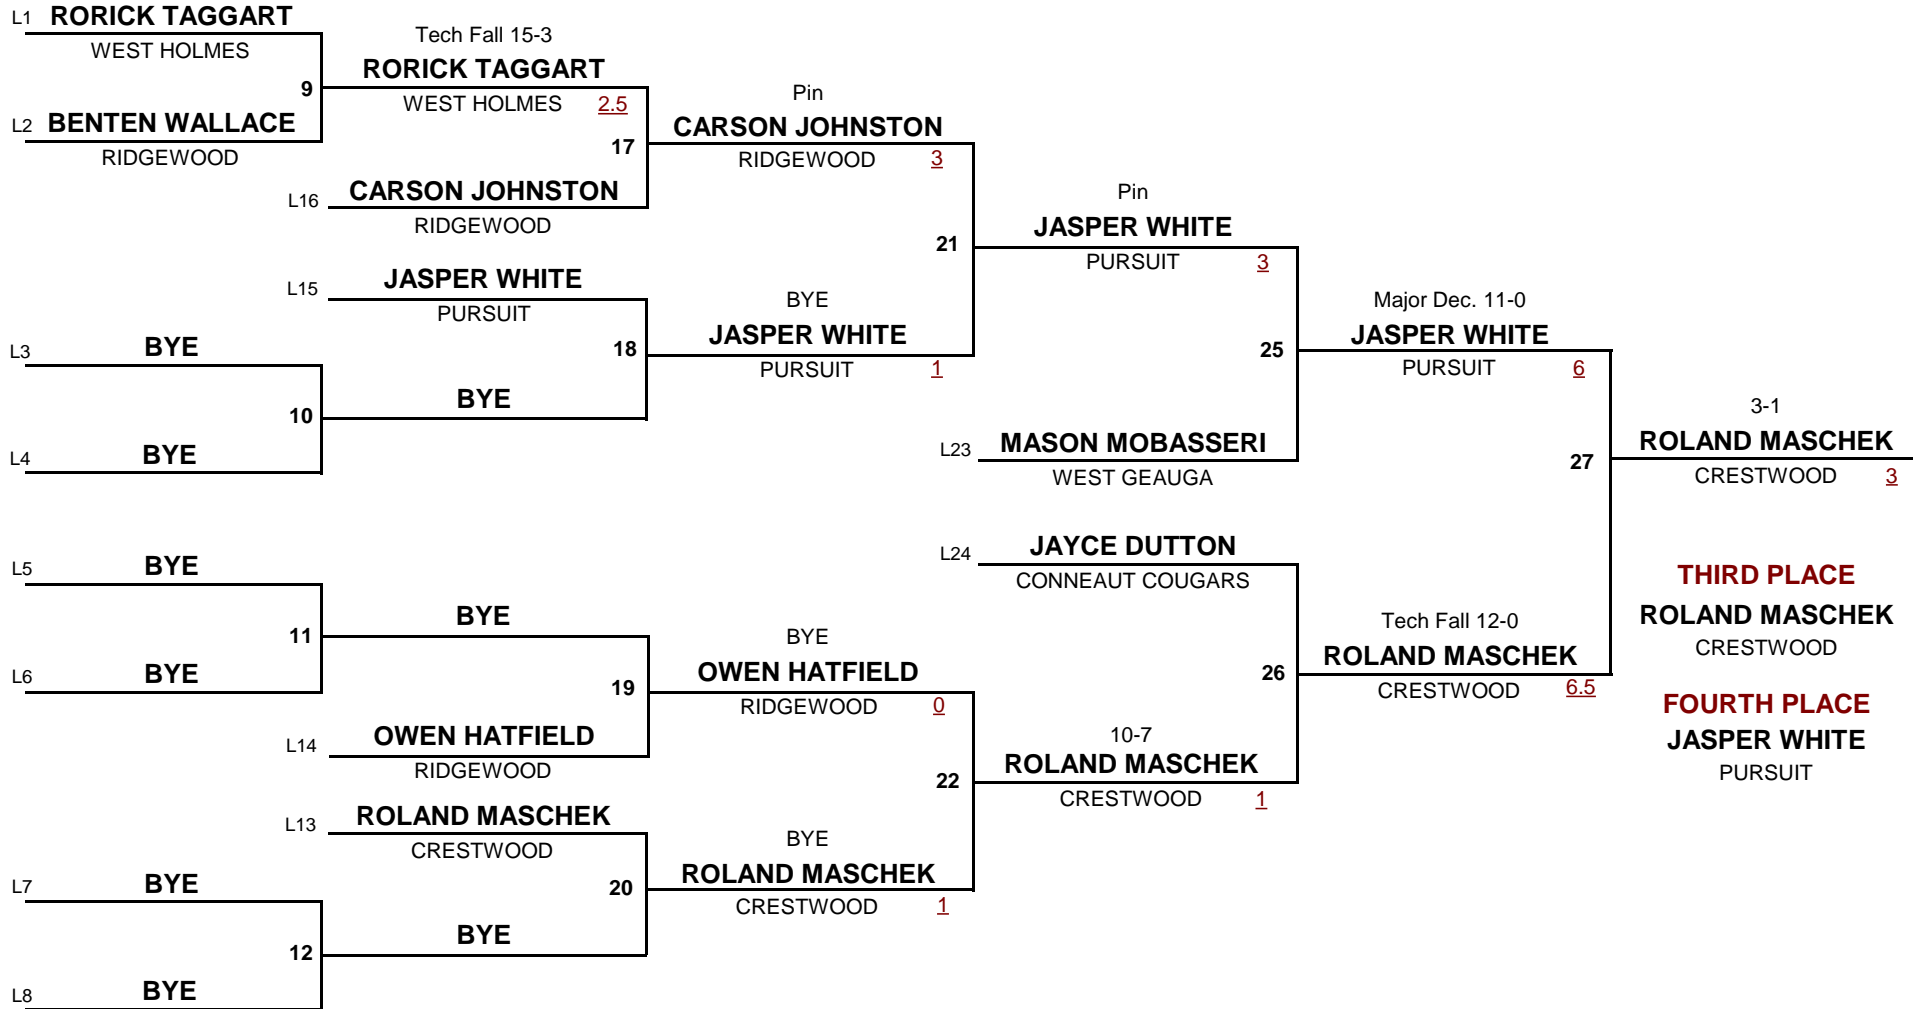 L1 RORICK TAGGART
WEST HOLMES
9
L2 BENTEN WALLACE
RIDGEWOOD
Tech Fall 15-3
RORICK TAGGART
WEST HOLMES 2.5
17
L16 CARSON JOHNSTON
RIDGEWOOD
Pin
CARSON JOHNSTON
RIDGEWOOD 3
21
L15 JASPER WHITE
PURSUIT
18
L3 BYE
10
L4 BYE
BYE
BYE
JASPER WHITE
PURSUIT 1
Pin
JASPER WHITE
PURSUIT 3
25
L23 MASON MOBASSERI
WEST GEAUGA
Major Dec. 11-0
JASPER WHITE
PURSUIT 6
27
3-1
ROLAND MASCHEK
CRESTWOOD 3
L5 BYE
11
L6 BYE
BYE
19
L14 OWEN HATFIELD
RIDGEWOOD
BYE
OWEN HATFIELD
RIDGEWOOD 0
22
L13 ROLAND MASCHEK
CRESTWOOD
20
L7 BYE
12
L8 BYE
BYE
BYE
ROLAND MASCHEK
CRESTWOOD 1
L24 JAYCE DUTTON
CONNEAUT COUGARS
26
10-7
ROLAND MASCHEK
CRESTWOOD 1
Tech Fall 12-0
ROLAND MASCHEK
CRESTWOOD 6.5
THIRD PLACE
ROLAND MASCHEK
CRESTWOOD
FOURTH PLACE
JASPER WHITE
PURSUIT